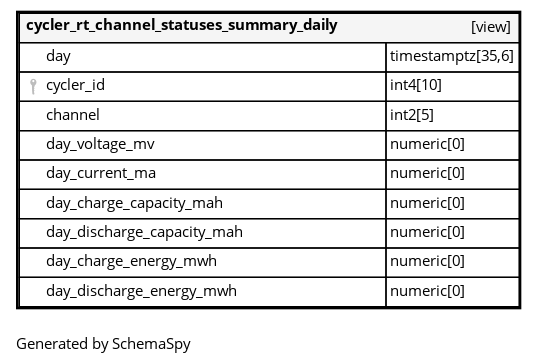 cycler_rt_channel_statuses_summary_daily [view]
day timestamptz[35,6]
cycler_id int4[10]
channel int2[5]
day_voltage_mv numeric[0]
day_current_ma numeric[0]
day_charge_capacity_mah numeric[0]
day_discharge_capacity_mah numeric[0]
day_charge_energy_mwh numeric[0]
day_discharge_energy_mwh numeric[0]
Generated by SchemaSpy